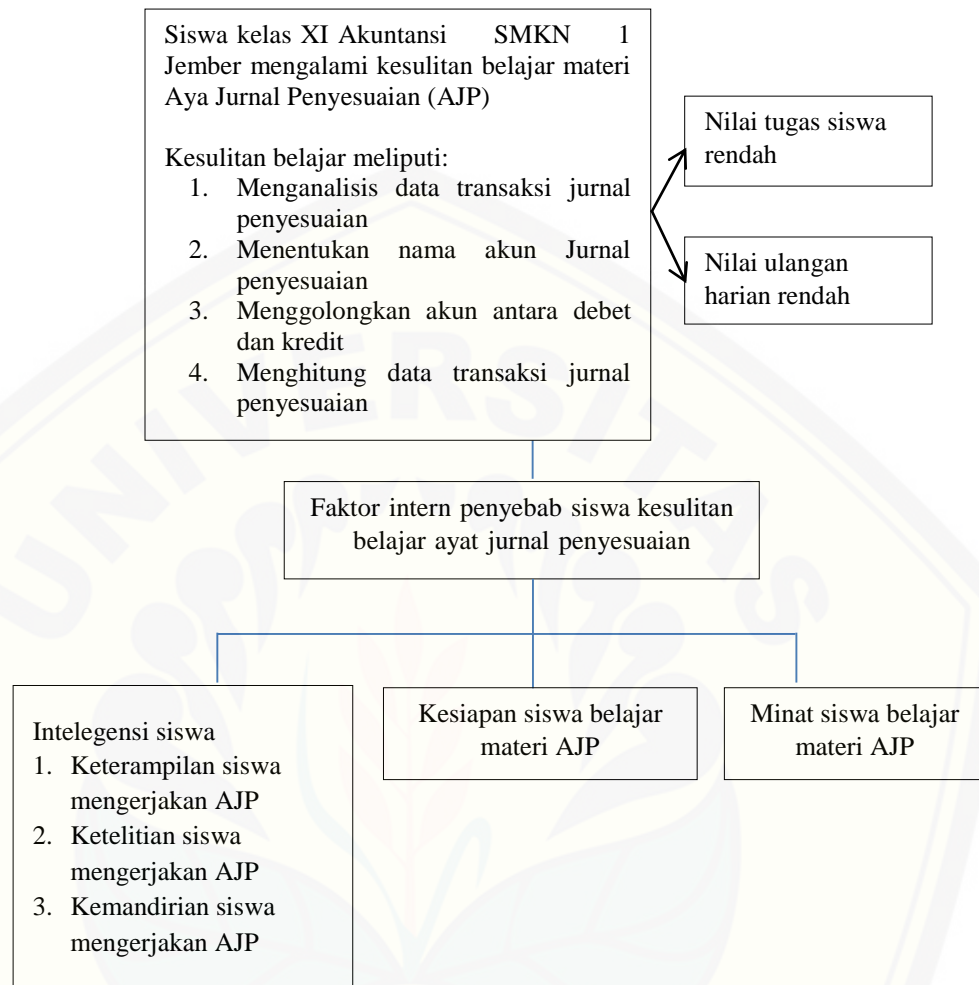 Siswa kelas XI Akuntansi SMKN 1
Jember mengalami kesulitan belajar materi
Aya Jurnal Penyesuaian (AJP)
Kesulitan belajar meliputi:
1. Menganalisis data transaksi jurnal
penyesuaian
2. Menentukan nama akun Jurnal
penyesuaian
3. Menggolongkan akun antara debet
dan kredit
4. Menghitung data transaksi jurnal
penyesuaian
Nilai tugas siswa
rendah
Nilai ulangan
harian rendah
Faktor intern penyebab siswa kesulitan
belajar ayat jurnal penyesuaian
Intelegensi siswa
1. Keterampilan siswa
mengerjakan AJP
2. Ketelitian siswa
mengerjakan AJP
3. Kemandirian siswa
mengerjakan AJP
Kesiapan siswa belajar
materi AJP
Minat siswa belajar
materi AJP
UNIVERSITAS